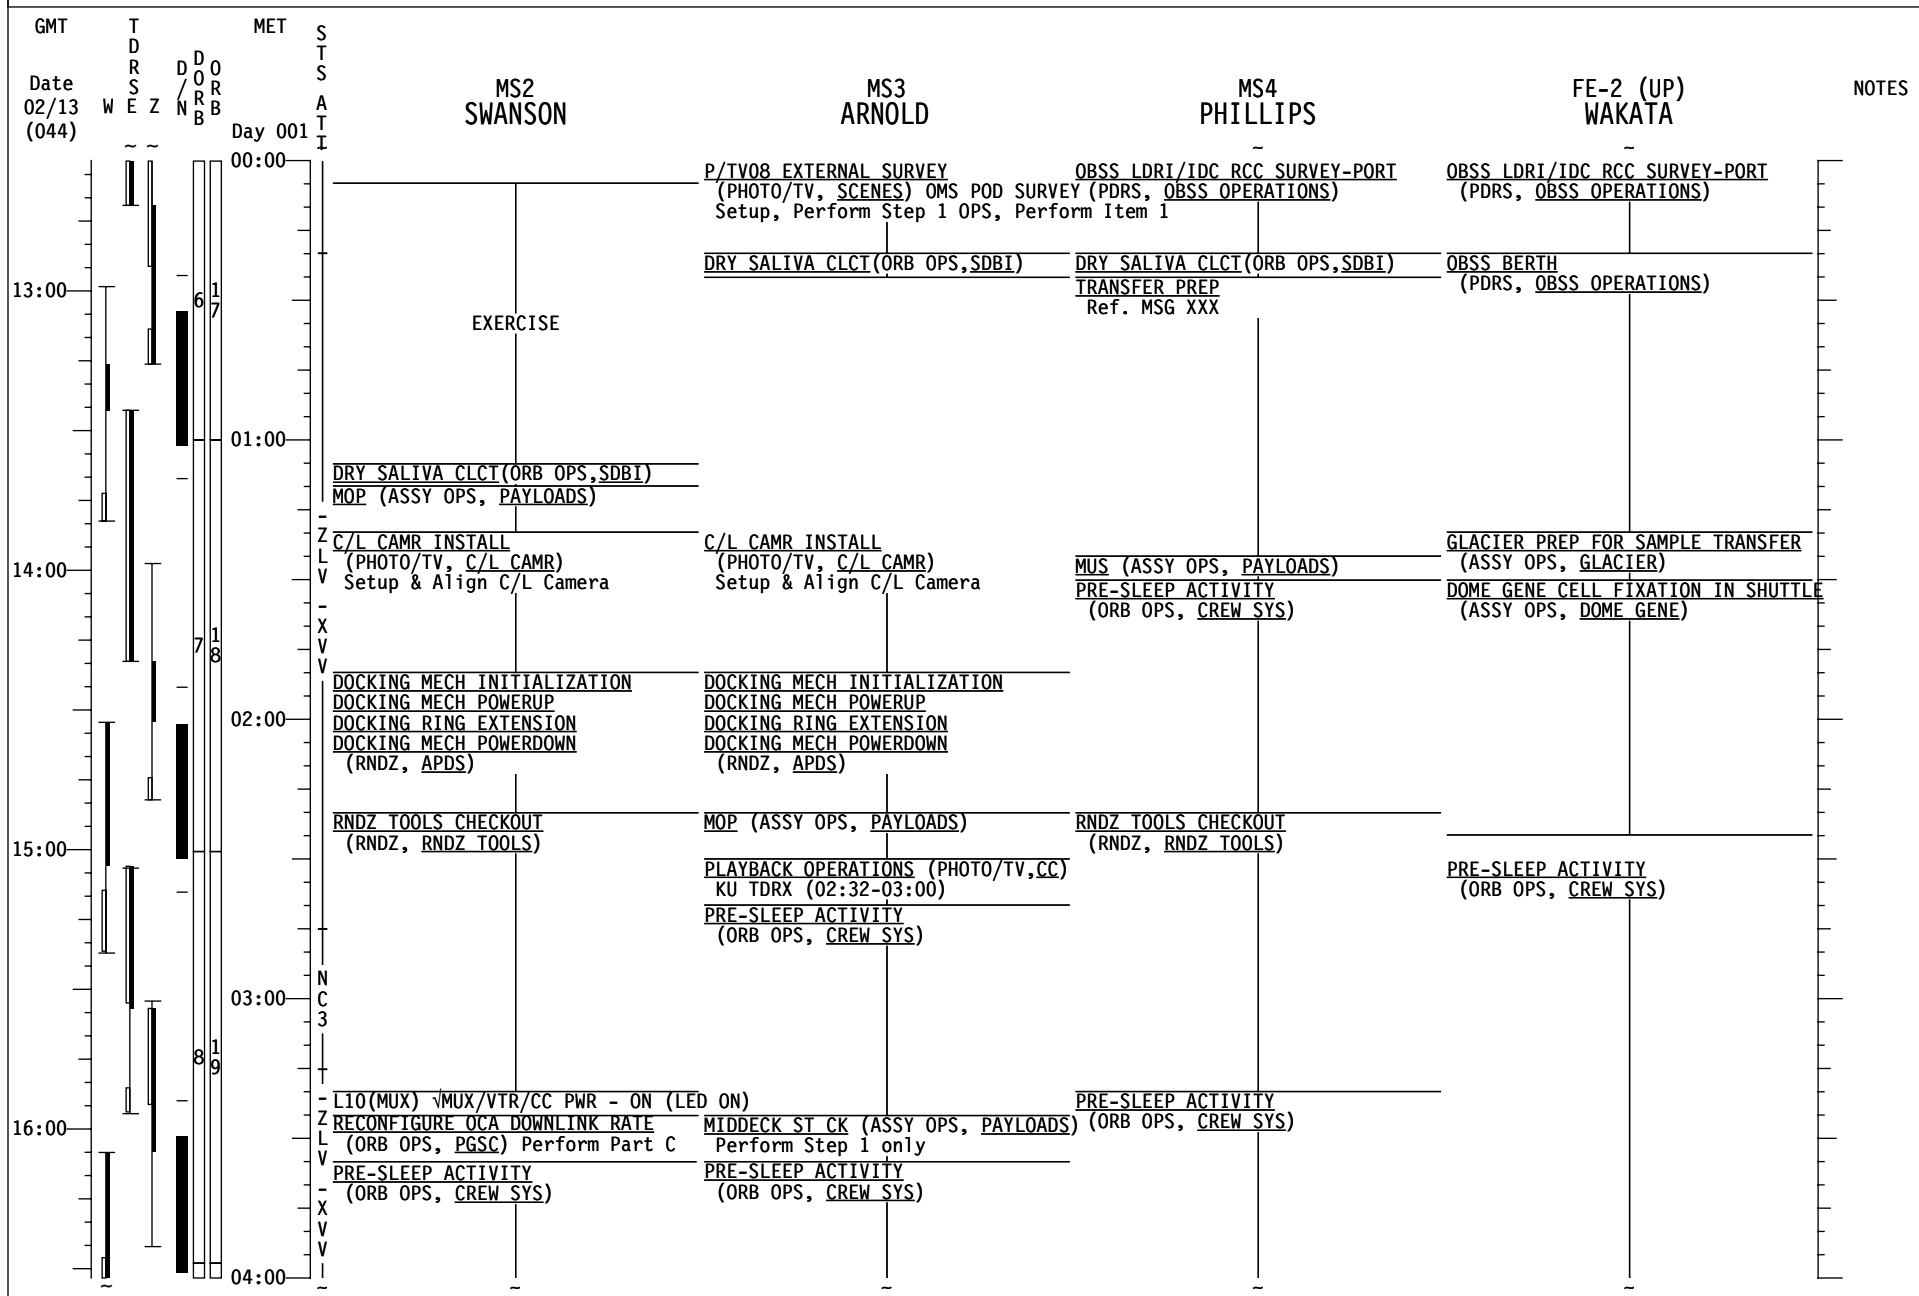 GMT
TDRS
MET
STS ATT
Date
02/13
(044)
W E Z
D/N
DORB
ORB
Day 001
MS2
SWANSON
MS3
ARNOLD
MS4
PHILLIPS
FE-2 (UP)
WAKATA
NOTES
~ ~ ~ ~ ~
00:00
P/TV08 EXTERNAL SURVEY
(PHOTO/TV, SCENES) OMS POD SURVEY
Setup, Perform Step 1 OPS, Perform Item 1
OBSS LDRI/IDC RCC SURVEY-PORT
(PDRS, OBSS OPERATIONS)
OBSS LDRI/IDC RCC SURVEY-PORT
(PDRS, OBSS OPERATIONS)
DRY SALIVA CLCT(ORB OPS,SDBI)
DRY SALIVA CLCT(ORB OPS,SDBI)
OBSS BERTH
(PDRS, OBSS OPERATIONS)
13:00
6
17
TRANSFER PREP
Ref. MSG XXX
EXERCISE
01:00
DRY SALIVA CLCT(ORB OPS,SDBI)
MOP (ASSY OPS, PAYLOADS)
-ZLV
-XVV
C/L CAMR INSTALL
(PHOTO/TV, C/L CAMR)
Setup & Align C/L Camera
C/L CAMR INSTALL
(PHOTO/TV, C/L CAMR)
Setup & Align C/L Camera
GLACIER PREP FOR SAMPLE TRANSFER
(ASSY OPS, GLACIER)
14:00
MUS (ASSY OPS, PAYLOADS)
PRE-SLEEP ACTIVITY
(ORB OPS, CREW SYS)
DOME GENE CELL FIXATION IN SHUTTLE
(ASSY OPS, DOME GENE)
7
18
DOCKING MECH INITIALIZATION
DOCKING MECH POWERUP
DOCKING RING EXTENSION
DOCKING MECH POWERDOWN
(RNDZ, APDS)
DOCKING MECH INITIALIZATION
DOCKING MECH POWERUP
DOCKING RING EXTENSION
DOCKING MECH POWERDOWN
(RNDZ, APDS)
02:00
RNDZ TOOLS CHECKOUT
(RNDZ, RNDZ TOOLS)
MOP (ASSY OPS, PAYLOADS)
RNDZ TOOLS CHECKOUT
(RNDZ, RNDZ TOOLS)
15:00
PLAYBACK OPERATIONS (PHOTO/TV,CC)
KU TDRX (02:32-03:00)
PRE-SLEEP ACTIVITY
(ORB OPS, CREW SYS)
PRE-SLEEP ACTIVITY
(ORB OPS, CREW SYS)
NC3
03:00
8
19
L10(MUX) √MUX/VTR/CC PWR - ON (LED ON)
RECONFIGURE OCA DOWNLINK RATE
(ORB OPS, PGSC) Perform Part C
MIDDECK ST CK (ASSY OPS, PAYLOADS)
Perform Step 1 only
PRE-SLEEP ACTIVITY
(ORB OPS, CREW SYS)
16:00
-ZLV
-XVV
PRE-SLEEP ACTIVITY
(ORB OPS, CREW SYS)
PRE-SLEEP ACTIVITY
(ORB OPS, CREW SYS)
04:00
~ ~ ~ ~ ~ ~